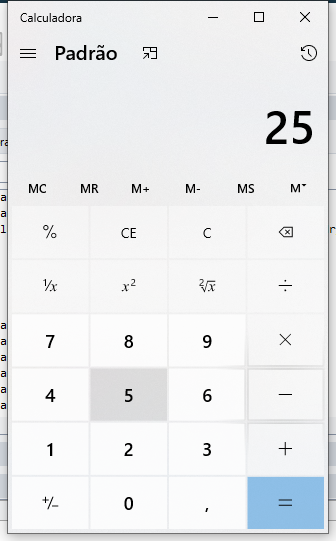 Calculadora
Padrão
25
MC MR M+ M- MS M˅
% CE C
¹/x x² ²√x ÷
7 8 9 ×
4 5 6 −
1 2 3 +
+/− 0 , =